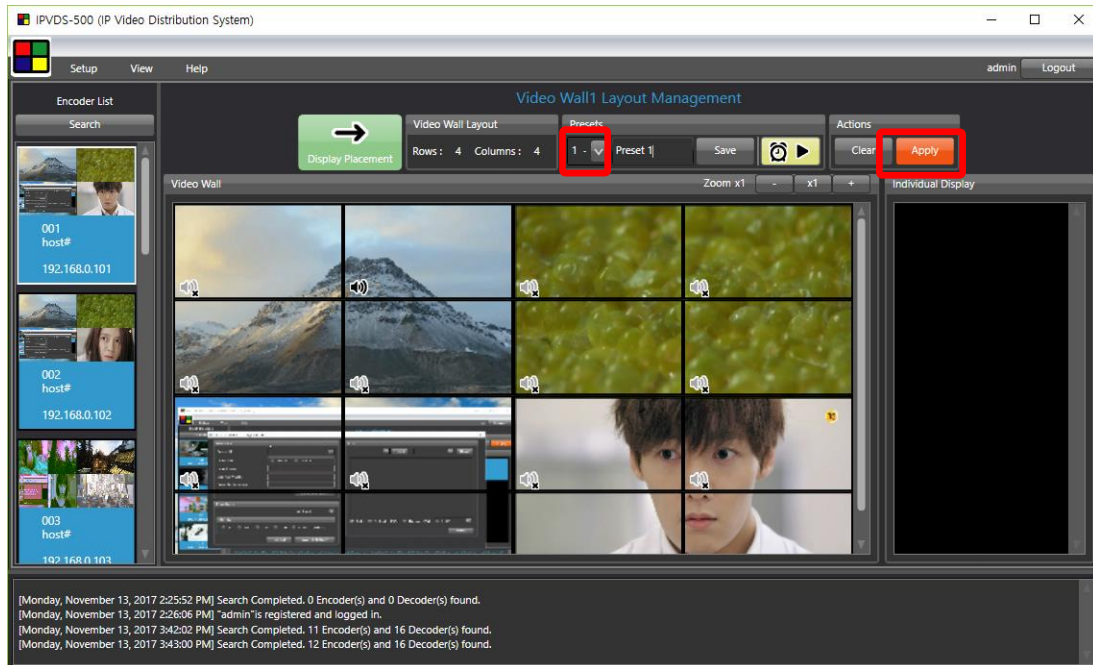 IPVDS-500 (IP Video Distribution System)
Setup View Help admin Logout
Encoder List
Search
Video Wall1 Layout Management
Display Placement
Video Wall Layout
Rows : 4 Columns : 4
Presets
1 - Preset 1 Save
Actions
Clear Apply
Video Wall
Zoom x1 - x1 +
Individual Display
001
host#
192.168.0.101
002
host#
192.168.0.102
003
host#
192.168.0.103
[Monday, November 13, 2017 2:25:52 PM] Search Completed. 0 Encoder(s) and 0 Decoder(s) found.
[Monday, November 13, 2017 2:26:06 PM] "admin"is registered and logged in.
[Monday, November 13, 2017 3:42:02 PM] Search Completed. 11 Encoder(s) and 16 Decoder(s) found.
[Monday, November 13, 2017 3:43:00 PM] Search Completed. 12 Encoder(s) and 16 Decoder(s) found.